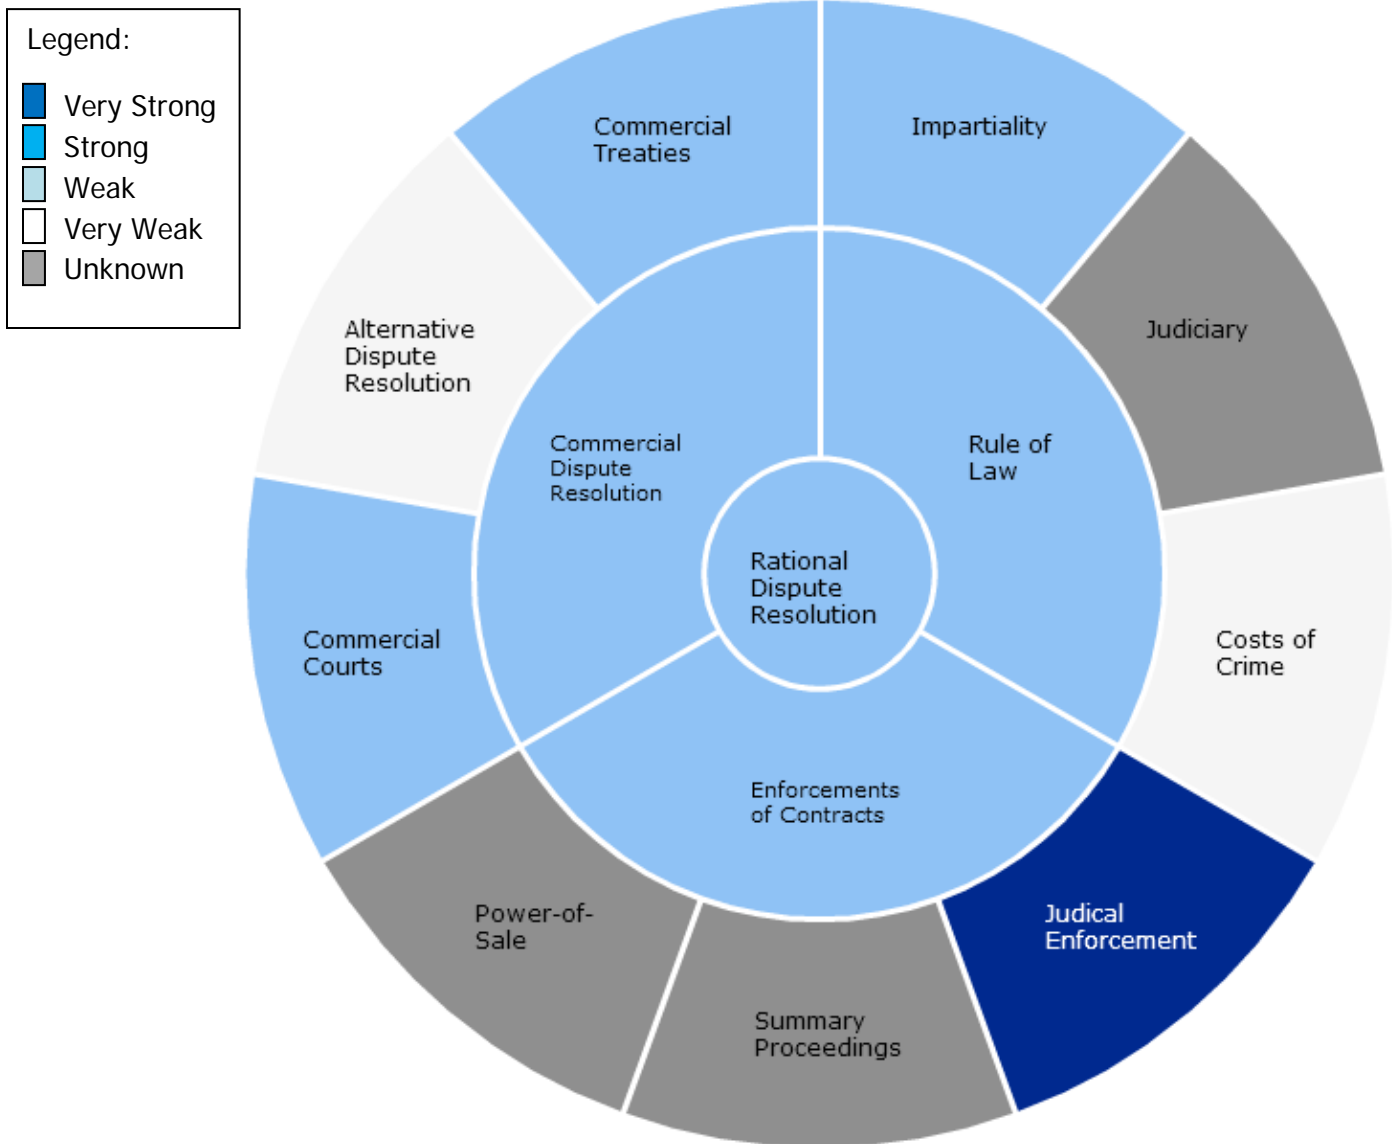 Legend:
Very Strong
Strong
Weak
Very Weak
Unknown
Commercial
Treaties
Impartiality
Alternative
Dispute
Resolution
Judiciary
Commercial
Dispute
Resolution
Rule of
Law
Rational
Dispute
Resolution
Commercial
Courts
Costs of
Crime
Enforcements
of Contracts
Power-of-
Sale
Judical
Enforcement
Summary
Proceedings